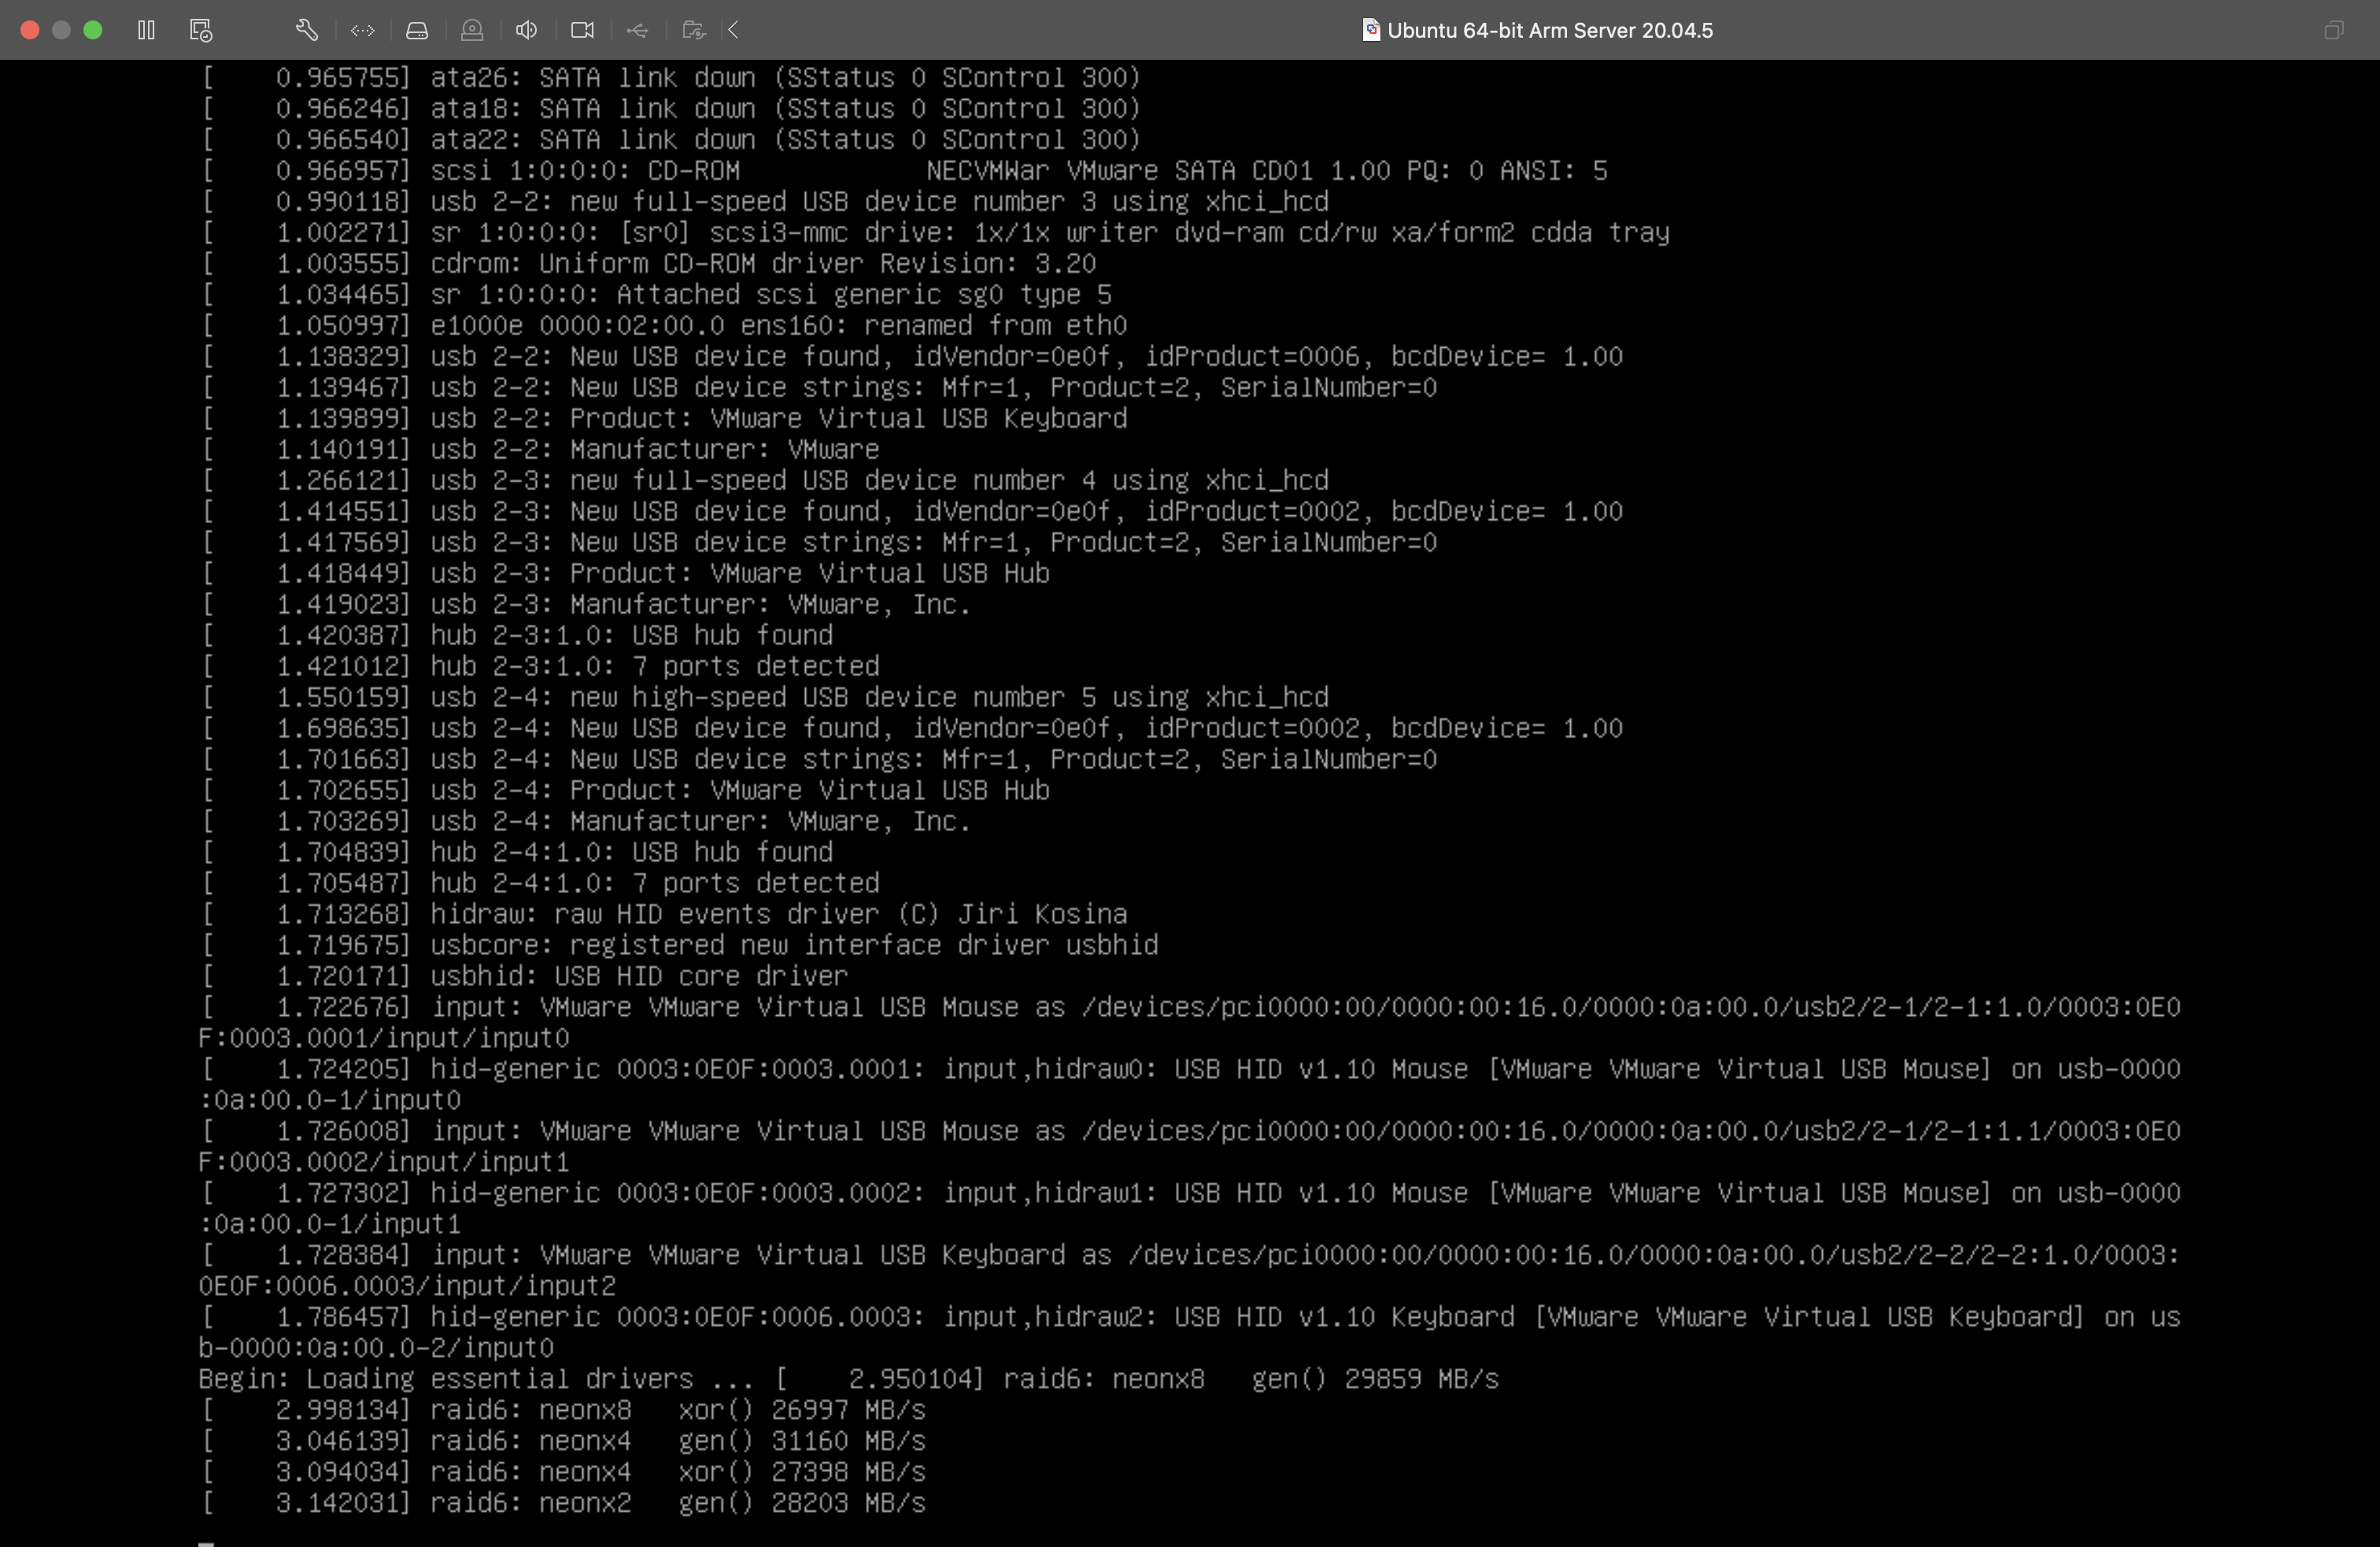 Ubuntu 64-bit Arm Server 20.04.5
[    0.965755] ata26: SATA link down (SStatus 0 SControl 300)
[    0.966246] ata18: SATA link down (SStatus 0 SControl 300)
[    0.966540] ata22: SATA link down (SStatus 0 SControl 300)
[    0.966957] scsi 1:0:0:0: CD-ROM            NECVMWar VMware SATA CD01 1.00 PQ: 0 ANSI: 5
[    0.990118] usb 2-2: new full-speed USB device number 3 using xhci_hcd
[    1.002271] sr 1:0:0:0: [sr0] scsi3-mmc drive: 1x/1x writer dvd-ram cd/rw xa/form2 cdda tray
[    1.003555] cdrom: Uniform CD-ROM driver Revision: 3.20
[    1.034465] sr 1:0:0:0: Attached scsi generic sg0 type 5
[    1.050997] e1000e 0000:02:00.0 ens160: renamed from eth0
[    1.138329] usb 2-2: New USB device found, idVendor=0e0f, idProduct=0006, bcdDevice= 1.00
[    1.139467] usb 2-2: New USB device strings: Mfr=1, Product=2, SerialNumber=0
[    1.139899] usb 2-2: Product: VMware Virtual USB Keyboard
[    1.140191] usb 2-2: Manufacturer: VMware
[    1.266121] usb 2-3: new full-speed USB device number 4 using xhci_hcd
[    1.414551] usb 2-3: New USB device found, idVendor=0e0f, idProduct=0002, bcdDevice= 1.00
[    1.417569] usb 2-3: New USB device strings: Mfr=1, Product=2, SerialNumber=0
[    1.418449] usb 2-3: Product: VMware Virtual USB Hub
[    1.419023] usb 2-3: Manufacturer: VMware, Inc.
[    1.420387] hub 2-3:1.0: USB hub found
[    1.421012] hub 2-3:1.0: 7 ports detected
[    1.550159] usb 2-4: new high-speed USB device number 5 using xhci_hcd
[    1.698635] usb 2-4: New USB device found, idVendor=0e0f, idProduct=0002, bcdDevice= 1.00
[    1.701663] usb 2-4: New USB device strings: Mfr=1, Product=2, SerialNumber=0
[    1.702655] usb 2-4: Product: VMware Virtual USB Hub
[    1.703269] usb 2-4: Manufacturer: VMware, Inc.
[    1.704839] hub 2-4:1.0: USB hub found
[    1.705487] hub 2-4:1.0: 7 ports detected
[    1.713268] hidraw: raw HID events driver (C) Jiri Kosina
[    1.719675] usbcore: registered new interface driver usbhid
[    1.720171] usbhid: USB HID core driver
[    1.722676] input: VMware VMware Virtual USB Mouse as /devices/pci0000:00/0000:00:16.0/0000:0a:00.0/usb2/2-1/2-1:1.0/0003:0E0
F:0003.0001/input/input0
[    1.724205] hid-generic 0003:0E0F:0003.0001: input,hidraw0: USB HID v1.10 Mouse [VMware VMware Virtual USB Mouse] on usb-0000
:0a:00.0-1/input0
[    1.726008] input: VMware VMware Virtual USB Mouse as /devices/pci0000:00/0000:00:16.0/0000:0a:00.0/usb2/2-1/2-1:1.1/0003:0E0
F:0003.0002/input/input1
[    1.727302] hid-generic 0003:0E0F:0003.0002: input,hidraw1: USB HID v1.10 Mouse [VMware VMware Virtual USB Mouse] on usb-0000
:0a:00.0-1/input1
[    1.728384] input: VMware VMware Virtual USB Keyboard as /devices/pci0000:00/0000:00:16.0/0000:0a:00.0/usb2/2-2/2-2:1.0/0003:
0E0F:0006.0003/input/input2
[    1.786457] hid-generic 0003:0E0F:0006.0003: input,hidraw2: USB HID v1.10 Keyboard [VMware VMware Virtual USB Keyboard] on us
b-0000:0a:00.0-2/input0
Begin: Loading essential drivers ... [    2.950104] raid6: neonx8   gen() 29859 MB/s
[    2.998134] raid6: neonx8   xor() 26997 MB/s
[    3.046139] raid6: neonx4   gen() 31160 MB/s
[    3.094034] raid6: neonx4   xor() 27398 MB/s
[    3.142031] raid6: neonx2   gen() 28203 MB/s